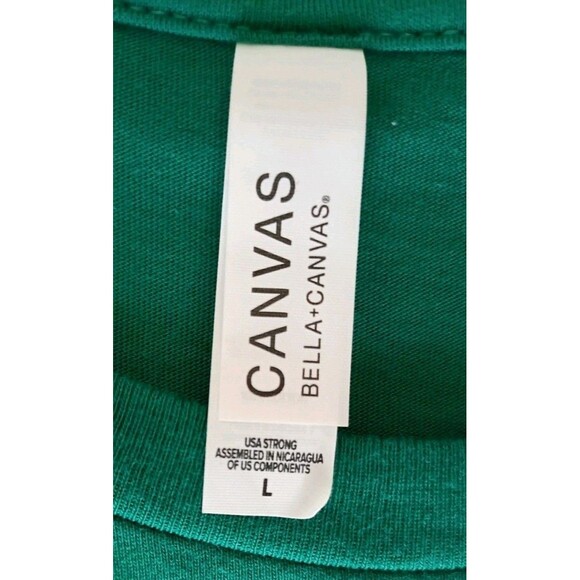 CANVAS
BELLA+CANVAS®
USA STRONG
ASSEMBLED IN NICARAGUA
OF US COMPONENTS
L